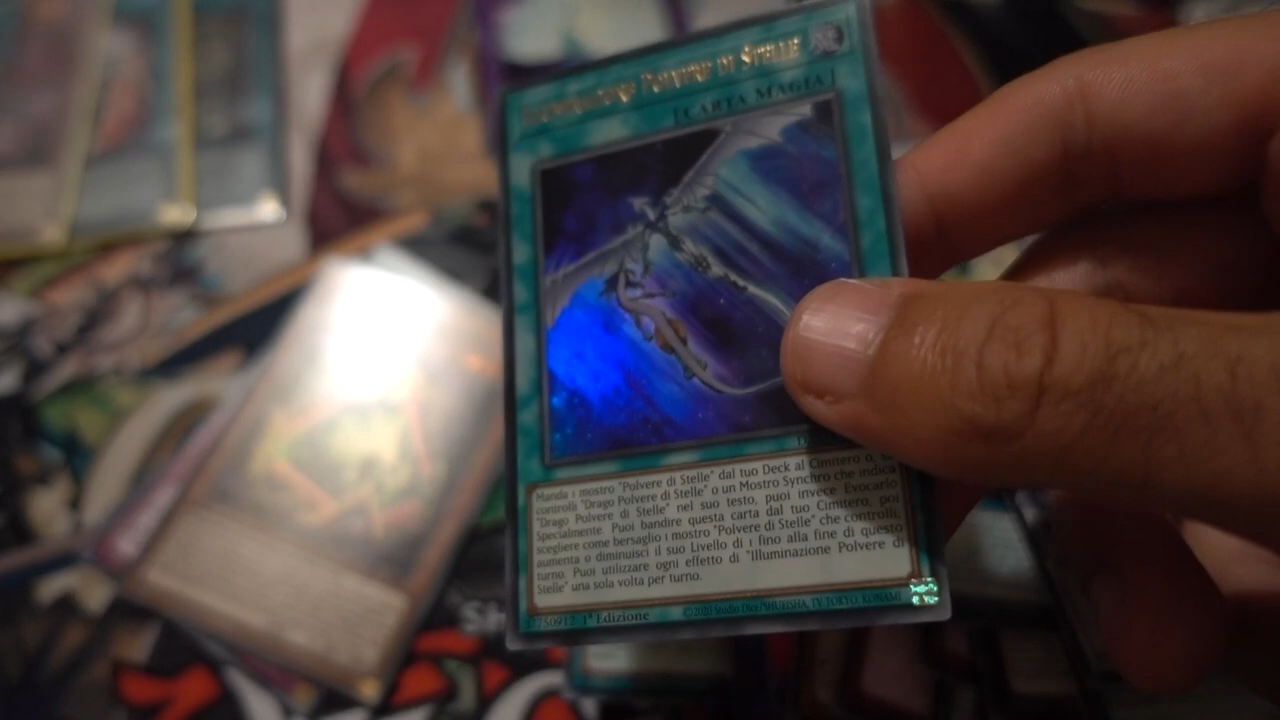 Illuminazione Polvere di Stelle
[CARTA MAGIA]
Manda 1 mostro "Polvere di Stelle" dal tuo Deck al Cimitero o, se
controlli "Drago Polvere di Stelle" o un Mostro Synchro che indica
"Drago Polvere di Stelle" nel suo testo, puoi invece Evocarlo
Specialmente. Puoi bandire questa carta dal tuo Cimitero, poi
scegliere come bersaglio 1 mostro "Polvere di Stelle" che controlli;
aumenta o diminuisci il suo Livello di 1 fino alla fine di questo
turno. Puoi utilizzare ogni effetto di "Illuminazione Polvere di
Stelle" una sola volta per turno.
1ª Edizione
©2020 Studio Dice/SHUEISHA, TV TOKYO, KONAMI